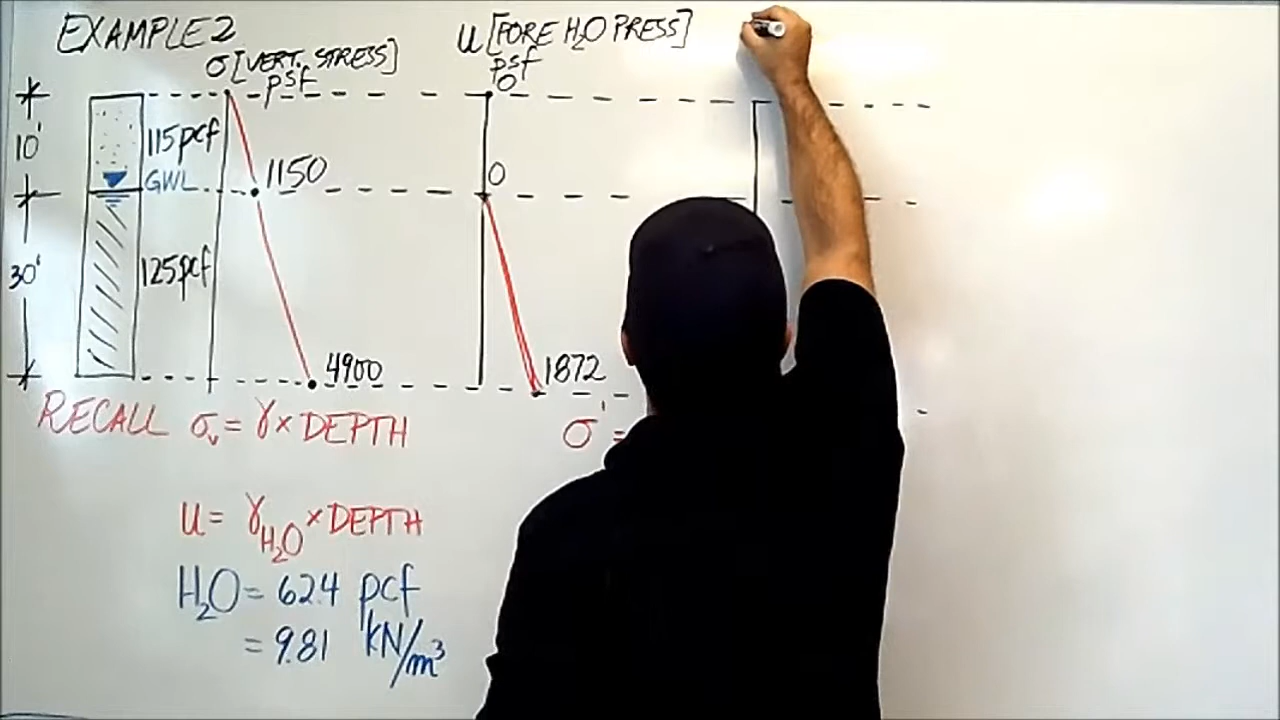 EXAMPLE 2
σ [VERT. STRESS]
psf
u [PORE H₂O PRESS]
psf
0
10'
115pcf
GWL
1150
0
30'
125pcf
4900
1872
RECALL σᵥ = γ × DEPTH
σ' =
u = γH₂O × DEPTH
H₂O = 62.4 pcf
= 9.81 kN/m³